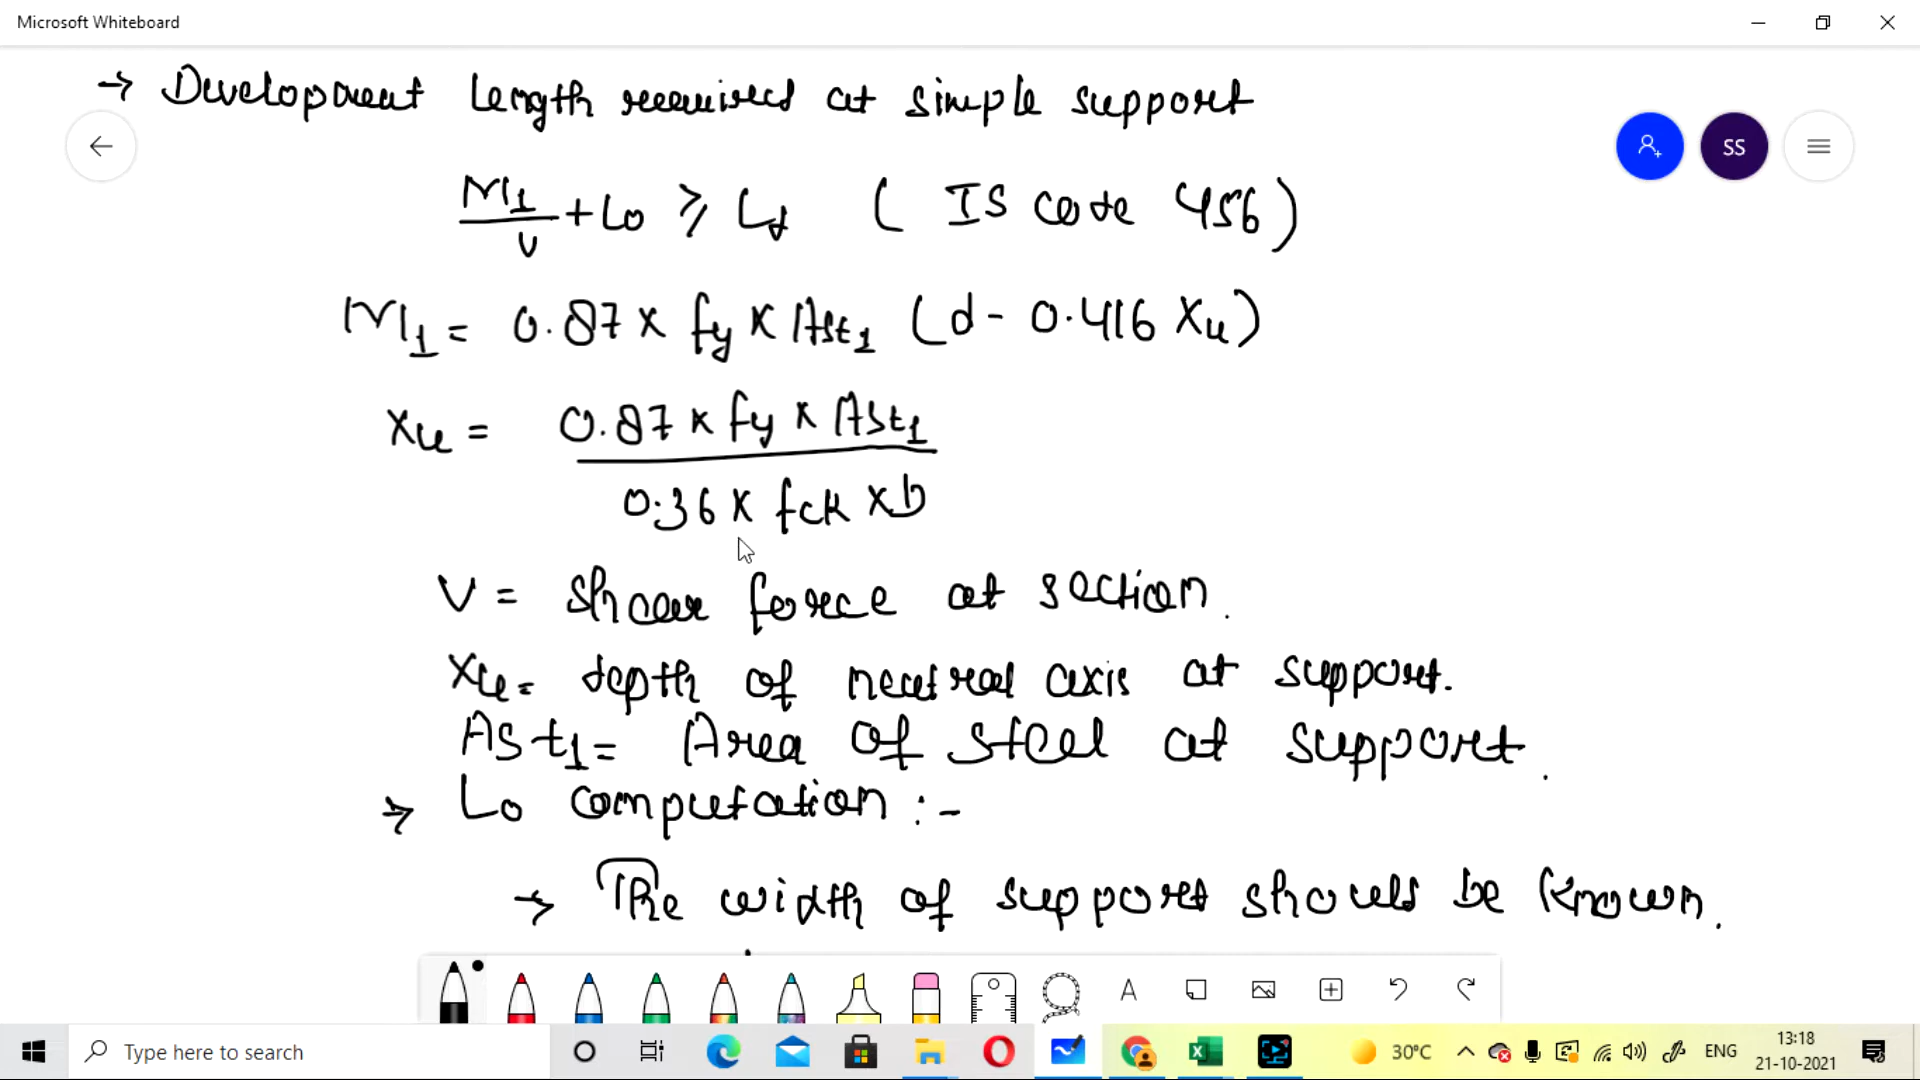 Microsoft Whiteboard
→ Development length required at simple support
SS
M1/V + Lo ≥ Ld ( IS code 456)
M1 = 0.87 x fy x Ast1 (d - 0.416 Xu)
Xu = 0.87 x fy x Ast1
0.36 x fck x b
V = Shear force at section.
Xu = depth of neutral axis at support.
Ast1 = Area of steel at support.
→ Lo computation :-
→ The width of support should be known.
A
Type here to search
30°C
ENG
13:18
21-10-2021